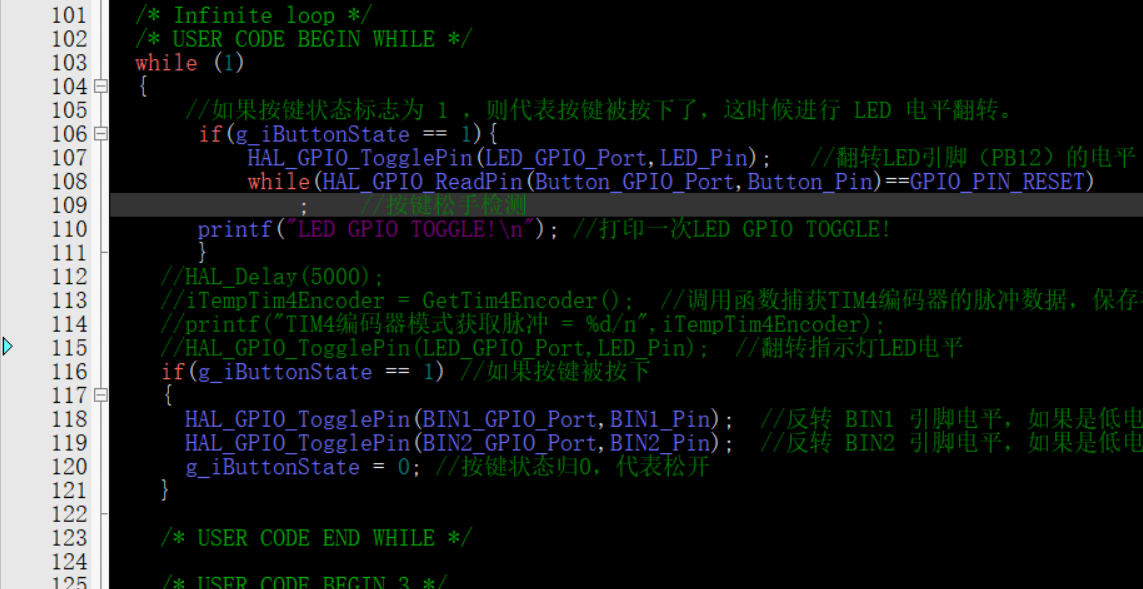 101 /* Infinite loop */
102 /* USER CODE BEGIN WHILE */
103 while (1)
104 {
105 //如果按键状态标志为 1 ，则代表按键被按下了，这时候进行 LED 电平翻转。
106 if(g_iButtonState == 1){
107 HAL_GPIO_TogglePin(LED_GPIO_Port,LED_Pin); //翻转LED引脚（PB12）的电平
108 while(HAL_GPIO_ReadPin(Button_GPIO_Port,Button_Pin)==GPIO_PIN_RESET)
109 ; //按键松手检测
110 printf("LED GPIO TOGGLE!\n"); //打印一次LED GPIO TOGGLE!
111 }
112 //HAL_Delay(5000);
113 //iTempTim4Encoder = GetTim4Encoder(); //调用函数捕获TIM4编码器的脉冲数据，保存
114 //printf("TIM4编码器模式获取脉冲 = %d/n",iTempTim4Encoder);
115 //HAL_GPIO_TogglePin(LED_GPIO_Port,LED_Pin); //翻转指示灯LED电平
116 if(g_iButtonState == 1) //如果按键被按下
117 {
118 HAL_GPIO_TogglePin(BIN1_GPIO_Port,BIN1_Pin); //反转 BIN1 引脚电平，如果是低电
119 HAL_GPIO_TogglePin(BIN2_GPIO_Port,BIN2_Pin); //反转 BIN2 引脚电平，如果是低电
120 g_iButtonState = 0; //按键状态归0，代表松开
121 }
122
123 /* USER CODE END WHILE */
124
125 /* USER CODE BEGIN 3 */